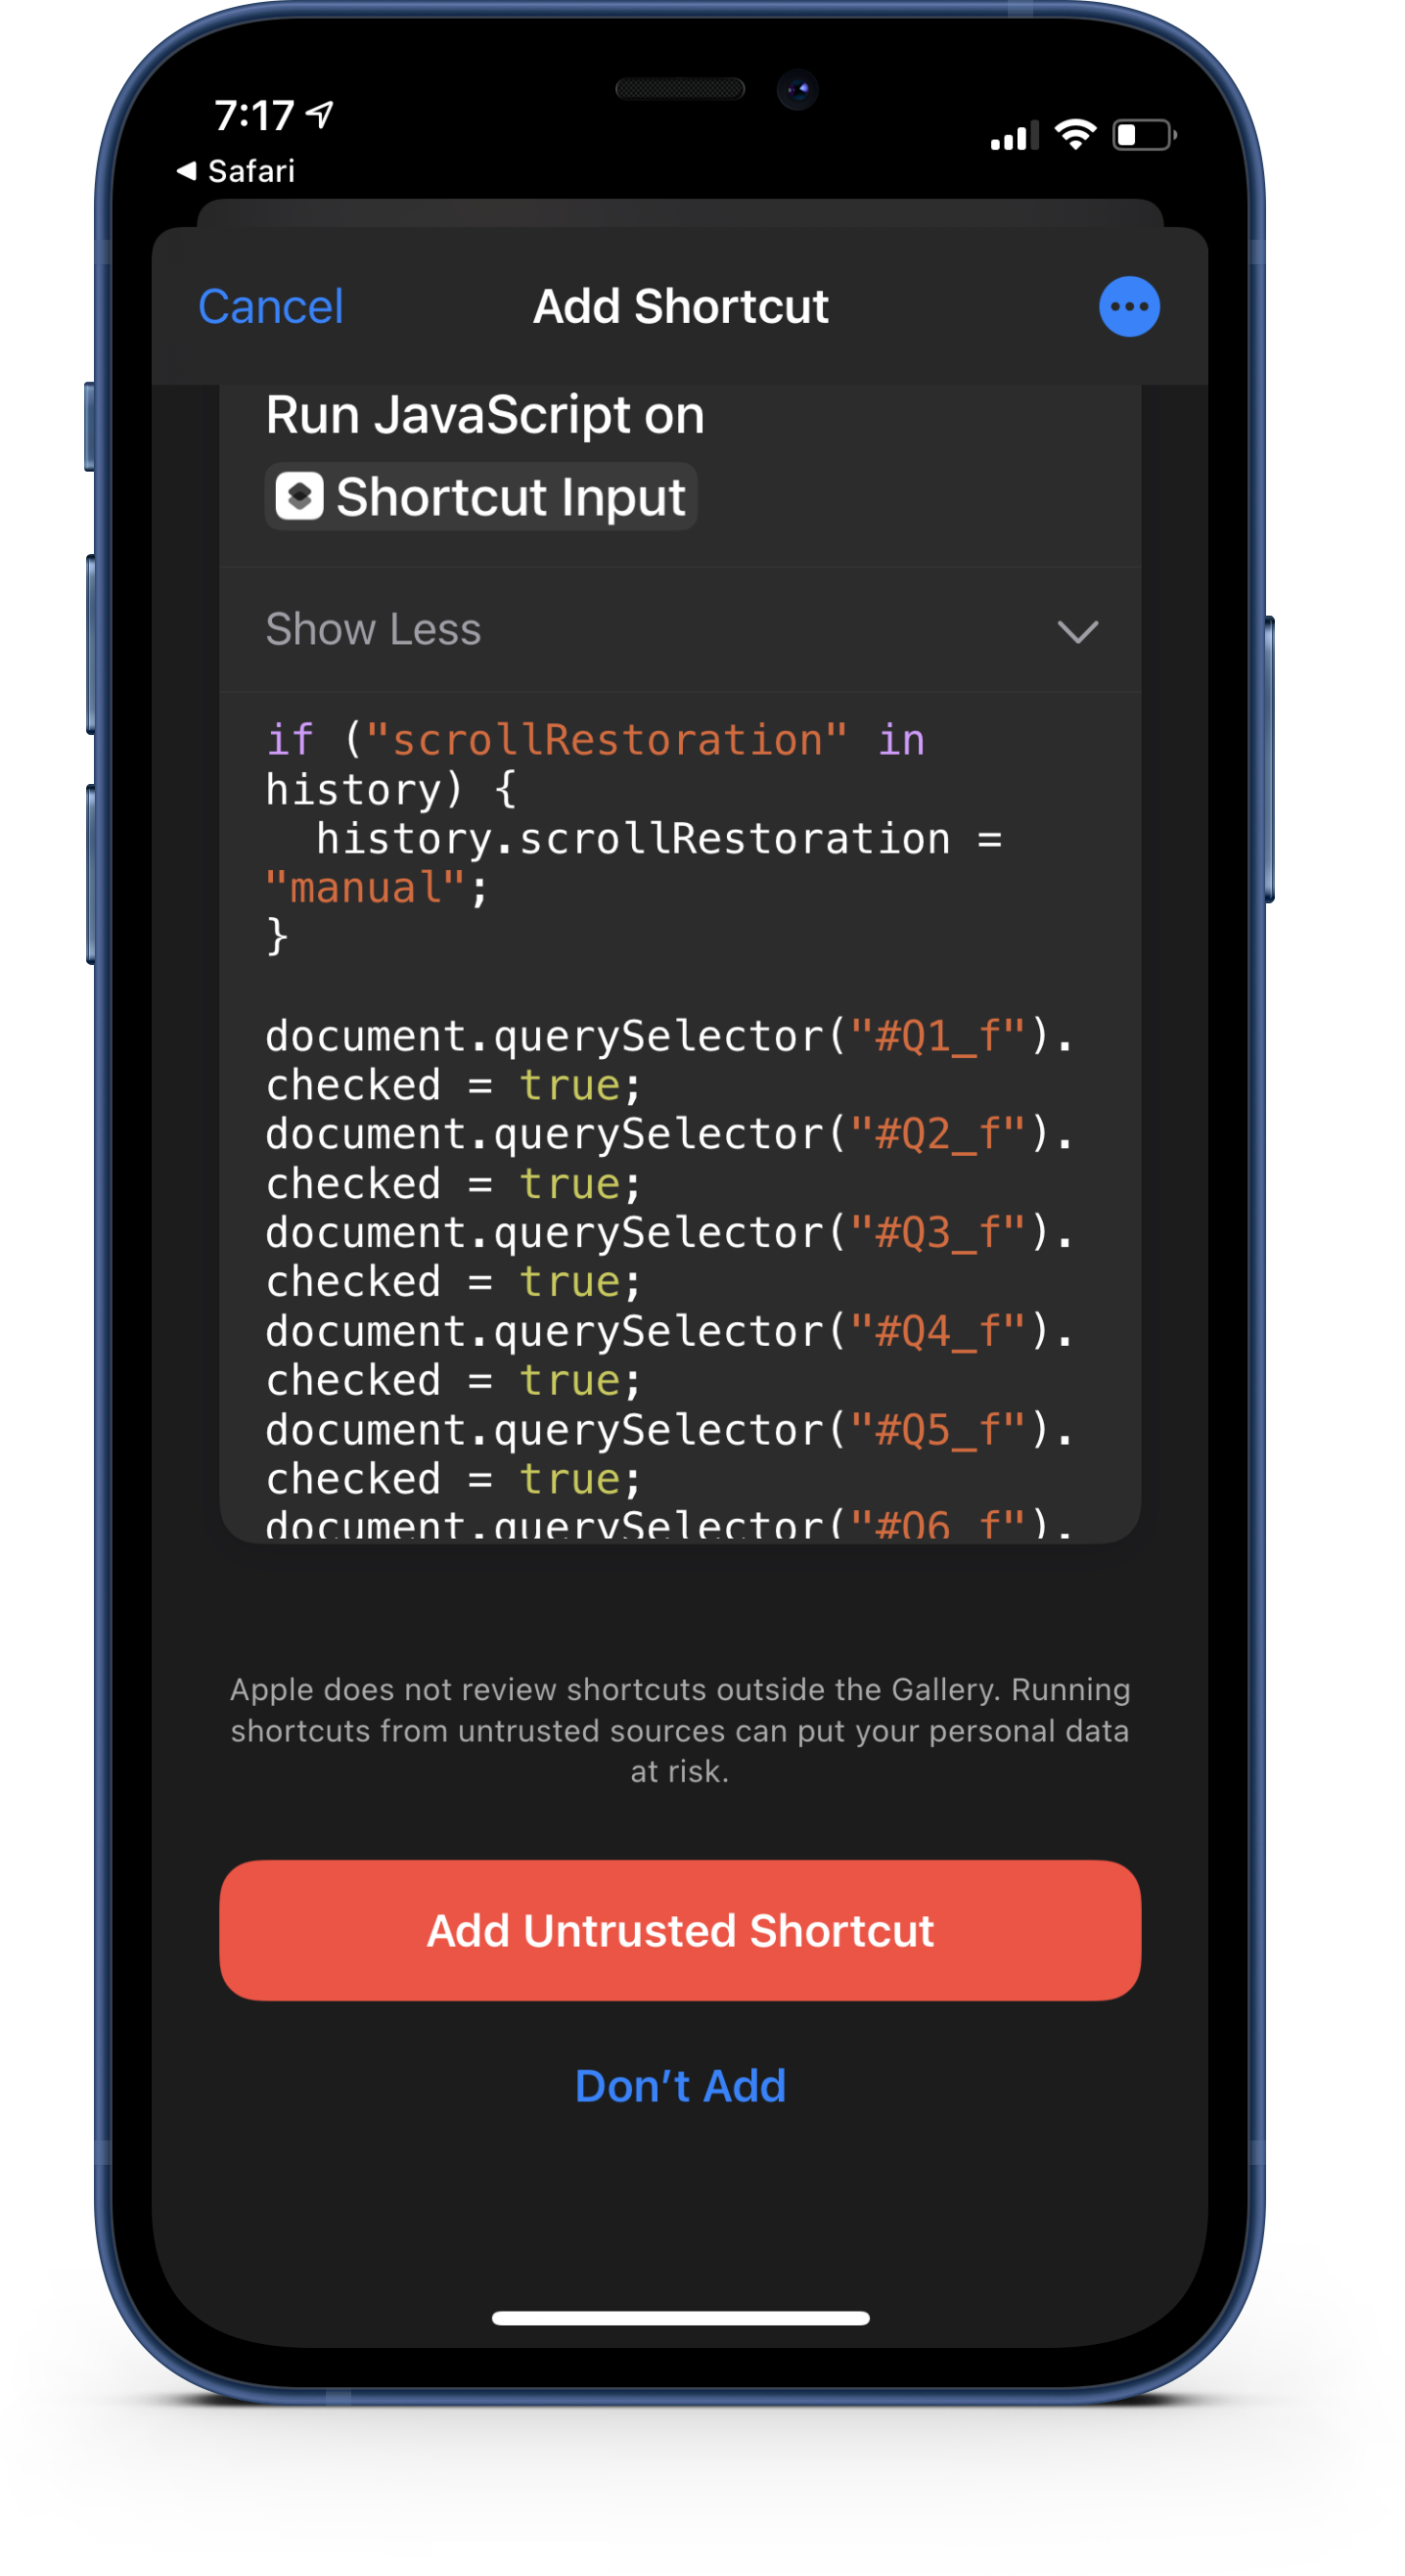 7:17
Safari
Cancel
Add Shortcut
Run JavaScript on
Shortcut Input
Show Less
if ("scrollRestoration" in
history) {
  history.scrollRestoration =
"manual";
}
document.querySelector("#Q1_f").
checked = true;
document.querySelector("#Q2_f").
checked = true;
document.querySelector("#Q3_f").
checked = true;
document.querySelector("#Q4_f").
checked = true;
document.querySelector("#Q5_f").
checked = true;
document.querySelector("#Q6_f").
Apple does not review shortcuts outside the Gallery. Running
shortcuts from untrusted sources can put your personal data
at risk.
Add Untrusted Shortcut
Don’t Add